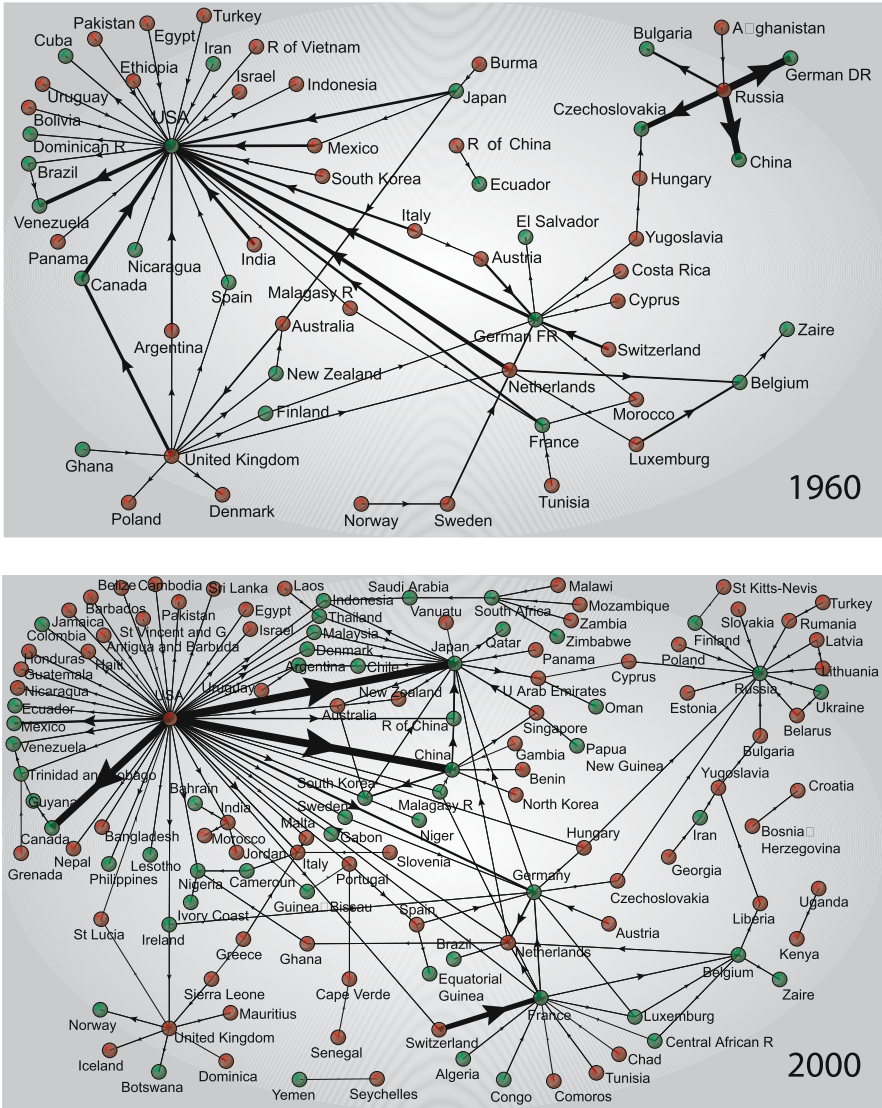 Turkey
Pakistan
Egypt
Cuba
Iran
R of Vietnam
Ethiopia
Israel
Indonesia
Uruguay
Bolivia
USA
Dominican R
Brazil
Mexico
South Korea
Venezuela
Panama
Nicaragua
India
Canada
Spain
Argentina
Burma
Japan
R of China
Ecuador
Italy
Austria
El Salvador
Malagasy R
Australia
German FR
New Zealand
Finland
Netherlands
France
Ghana
United Kingdom
Poland
Denmark
Norway
Sweden
Tunisia
Bulgaria
A□ghanistan
German DR
Russia
Czechoslovakia
China
Hungary
Yugoslavia
Costa Rica
Cyprus
Switzerland
Morocco
Luxemburg
Belgium
Zaire
1960
Belize
Cambodia
Sri Lanka
Laos
Barbados
Pakistan
Egypt
Jamaica
Colombia
St Vincent and G
Israel
Antigua and Barbuda
Honduras
Haiti
Guatemala
Nicaragua
USA
Uruguay
Ecuador
Mexico
Venezuela
Trinidad and Tobago
Guyana
Canada
Grenada
Nepal
Bangladesh
Philippines
Lesotho
Bahrain
India
Morocco
Jordan
Malta
Nigeria
Cameroun
Italy
Ivory Coast
Ireland
St Lucia
Guinea□Bissau
Greece
Ghana
Sierra Leone
Norway
Mauritius
United Kingdom
Iceland
Dominica
Botswana
Yemen
Seychelles
Saudi Arabia
Indonesia
Vanuatu
South Africa
Thailand
Malaysia
Denmark
Argentina
Chile
Japan
Qatar
New Zealand
Australia
R of China
China
South Korea
Sweden
Malagasy R
Gabon
Niger
Slovenia
Portugal
Spain
Cape Verde
Senegal
Malawi
Mozambique
Zambia
Zimbabwe
Panama
U Arab Emirates
Cyprus
Oman
Singapore
Papua
New Guinea
Gambia
Benin
North Korea
Hungary
Germany
Czechoslovakia
Austria
Brazil
Netherlands
Equatorial
Guinea
Switzerland
France
Algeria
Congo
Comoros
Tunisia
Chad
Central African R
Luxemburg
Belgium
Zaire
St Kitts-Nevis
Turkey
Slovakia
Rumania
Finland
Latvia
Poland
Lithuania
Russia
Estonia
Ukraine
Belarus
Bulgaria
Yugoslavia
Croatia
Iran
Bosnia□
Herzegovina
Georgia
Liberia
Uganda
Kenya
2000